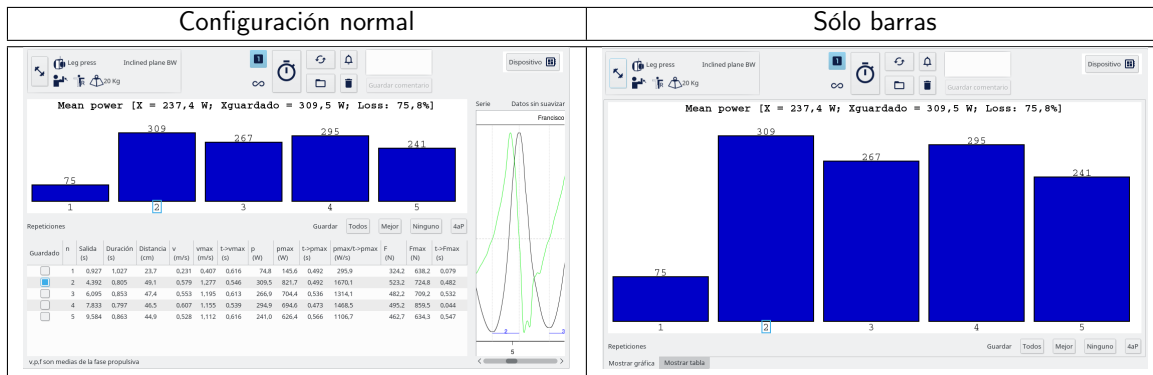 Configuración normal
Leg press Inclined plane BW
20 Kg
1
Guardar comentario
Dispositivo
Mean power [X = 237,4 W; Xguardado = 309,5 W; Loss: 75,8%]
75 309 267 295 241
1 2 3 4 5
Repeticiones Guardar Todos Mejor Ninguno 4aP
Guardado n Salida (s) Duración (s) Distancia (cm) v (m/s) vmax (m/s) t->vmax (s) p (W) pmax (W) t->pmax (s) pmax/t->pmax (W/s) F (N) Fmax (N) t->Fmax (s)
1 0,927 1,027 23,7 0,231 0,407 0,616 74,8 145,6 0,492 295,9 324,2 638,2 0,079
2 4,392 0,805 49,1 0,579 1,277 0,546 309,5 821,7 0,492 1670,1 523,2 724,8 0,482
3 6,095 0,853 47,4 0,553 1,195 0,613 266,9 704,4 0,536 1314,1 482,2 709,2 0,532
4 7,833 0,797 46,5 0,607 1,155 0,539 294,9 694,6 0,473 1468,5 495,2 859,5 0,044
5 9,584 0,863 44,9 0,528 1,112 0,616 241,0 626,4 0,566 1106,7 462,7 634,3 0,547
v,p,f son medias de la fase propulsiva
Serie Datos sin suavizar
Francisco
2 3
5
Sólo barras
Leg press Inclined plane BW
20 Kg
1
Guardar comentario
Dispositivo
Mean power [X = 237,4 W; Xguardado = 309,5 W; Loss: 75,8%]
75 309 267 295 241
1 2 3 4 5
Repeticiones Guardar Todos Mejor Ninguno 4aP
Mostrar gráfica Mostrar tabla